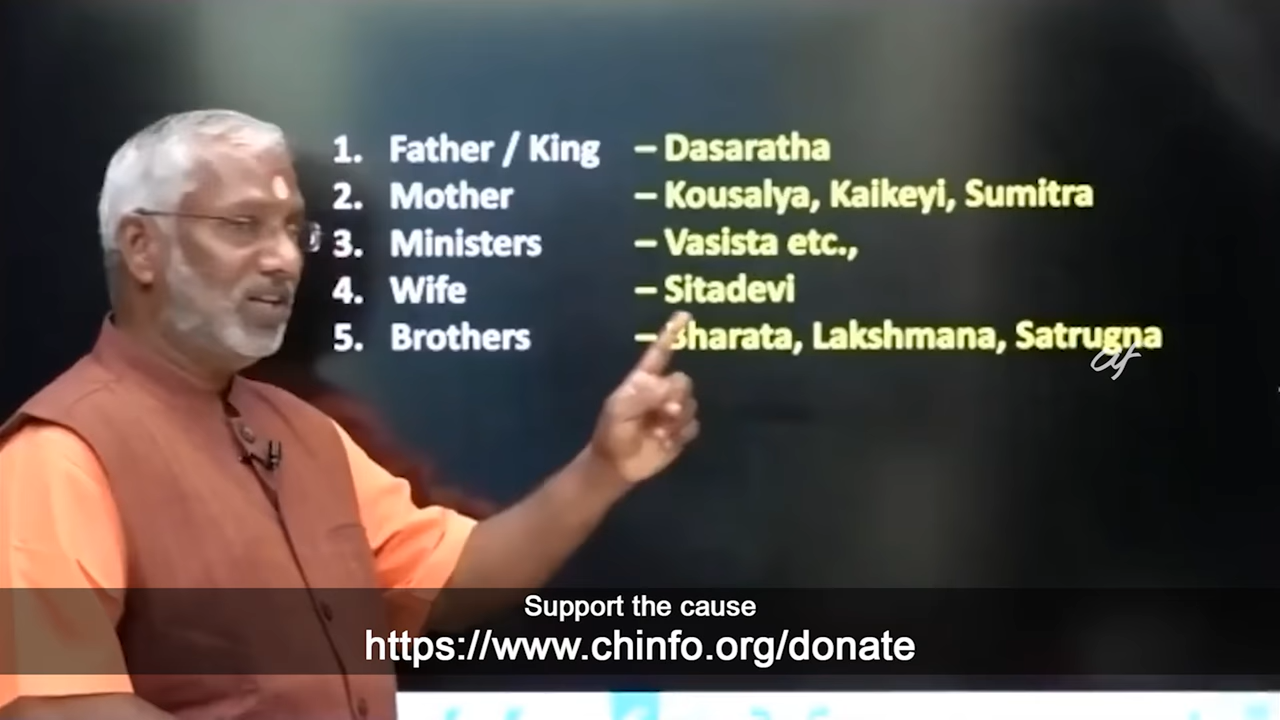 1. Father / King – Dasaratha
2. Mother – Kousalya, Kaikeyi, Sumitra
3. Ministers – Vasista etc.,
4. Wife – Sitadevi
5. Brothers – Bharata, Lakshmana, Satrugna
Support the cause
https://www.chinfo.org/donate